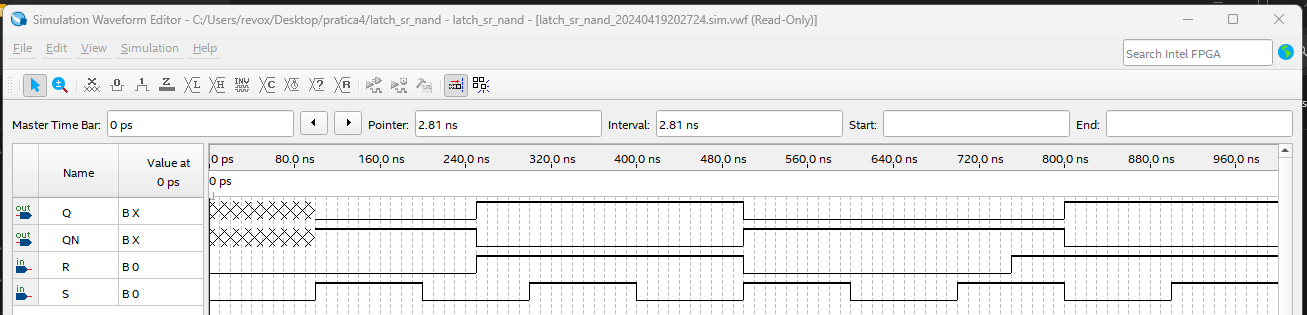 Simulation Waveform Editor - C:/Users/revox/Desktop/pratica4/latch_sr_nand - latch_sr_nand - [latch_sr_nand_20240419202724.sim.vwf (Read-Only)]
File Edit View Simulation Help
Search Intel FPGA
Master Time Bar: 0 ps Pointer: 2.81 ns Interval: 2.81 ns Start: End:
Name Value at 0 ps
0 ps 80.0 ns 160.0 ns 240.0 ns 320.0 ns 400.0 ns 480.0 ns 560.0 ns 640.0 ns 720.0 ns 800.0 ns 880.0 ns 960.0 ns
0 ps
out Q B X
out QN B X
in R B 0
in S B 0